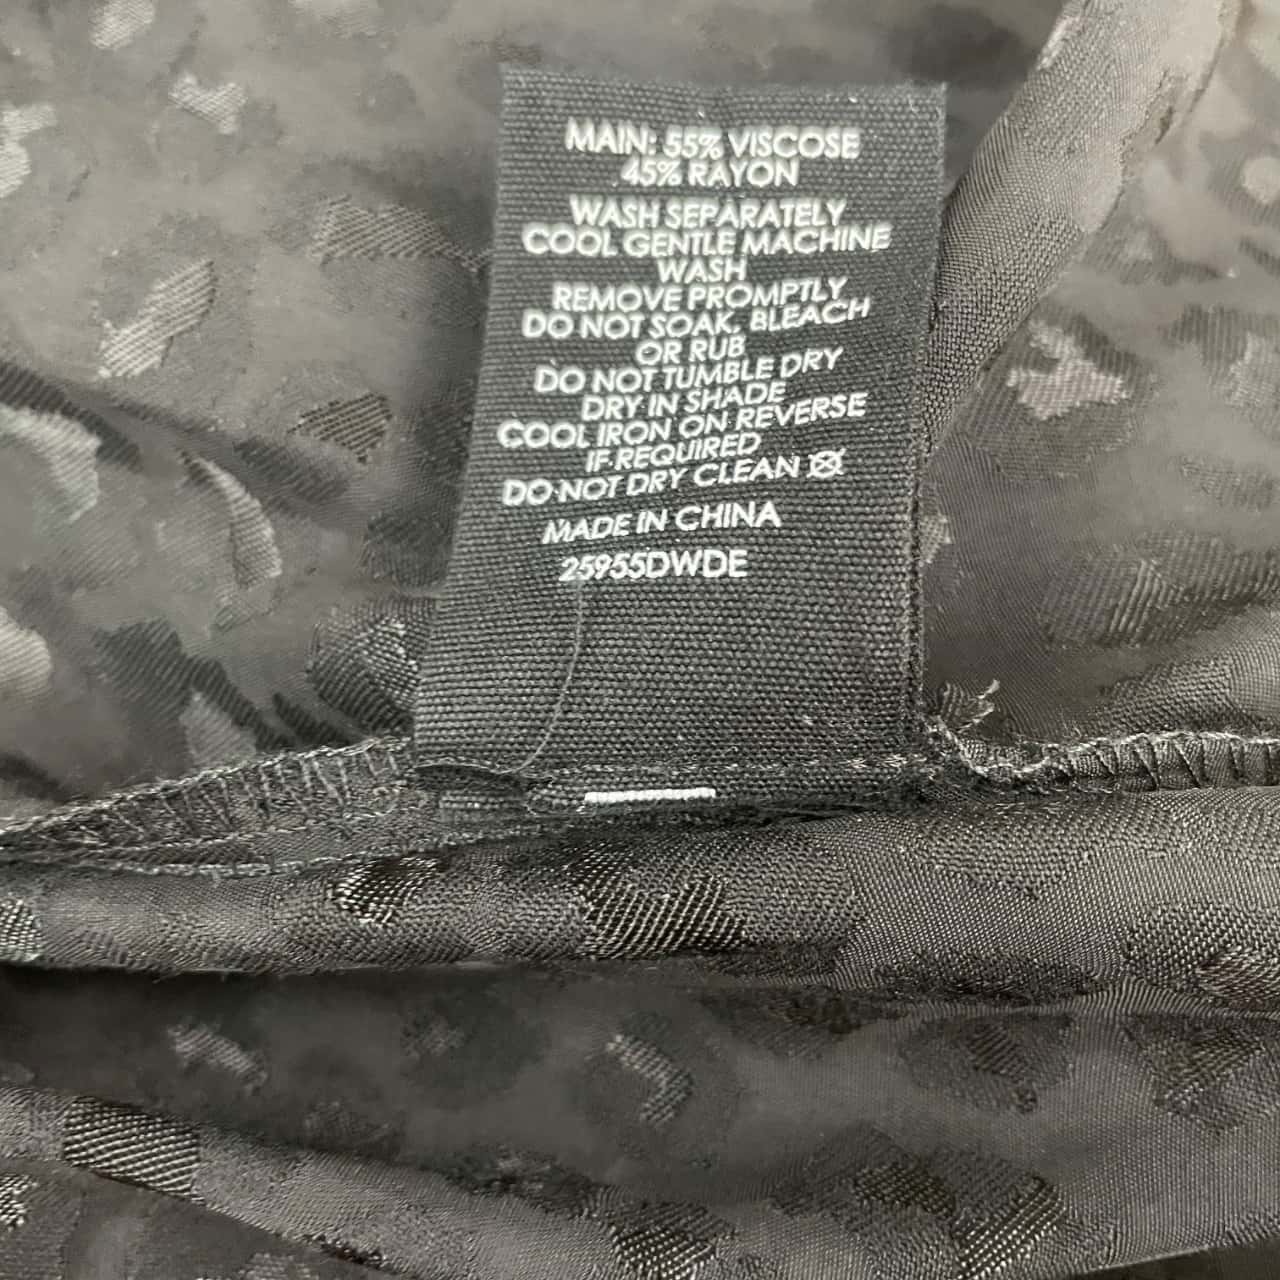 MAIN: 55% VISCOSE
45% RAYON
WASH SEPARATELY
COOL GENTLE MACHINE
WASH
REMOVE PROMPTLY
DO NOT SOAK, BLEACH
OR RUB
DO NOT TUMBLE DRY
DRY IN SHADE
COOL IRON ON REVERSE
IF REQUIRED
DO NOT DRY CLEAN
MADE IN CHINA
25955DWDE